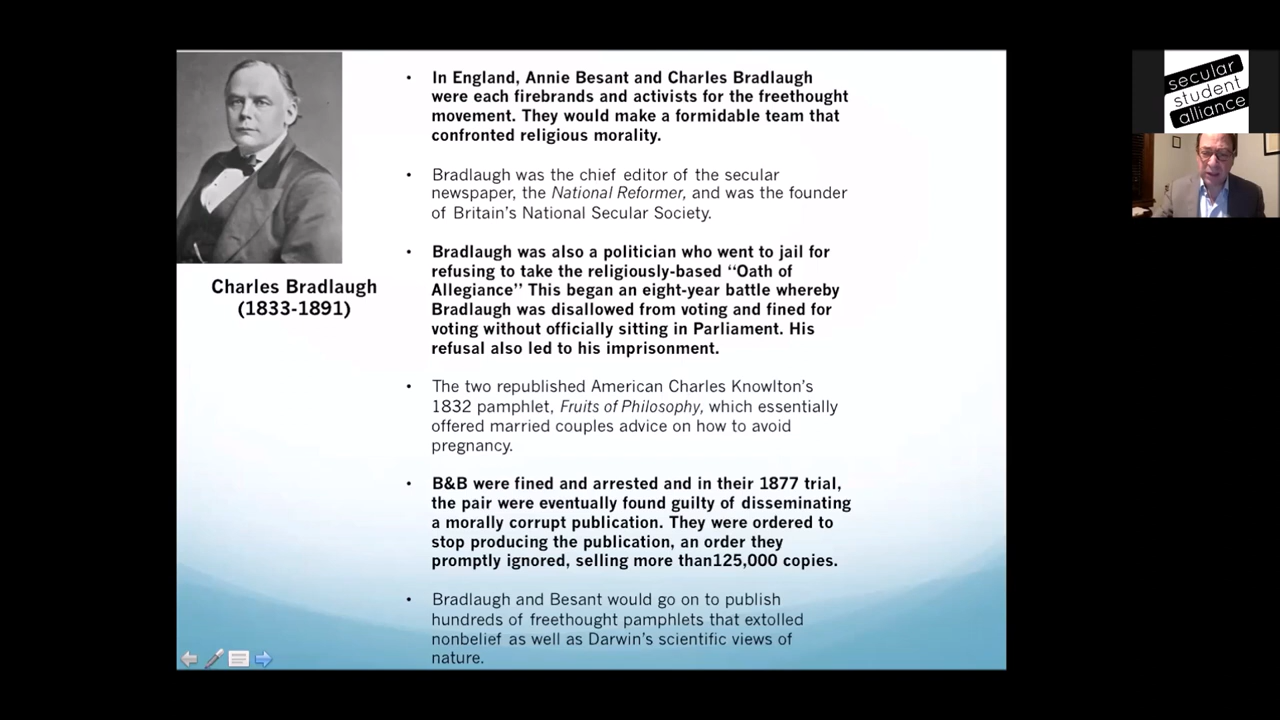 In England, Annie Besant and Charles Bradlaugh
were each firebrands and activists for the freethought
movement. They would make a formidable team that
confronted religious morality.
Bradlaugh was the chief editor of the secular
newspaper, the National Reformer, and was the founder
of Britain's National Secular Society.
Bradlaugh was also a politician who went to jail for
refusing to take the religiously-based “Oath of
Allegiance” This began an eight-year battle whereby
Bradlaugh was disallowed from voting and fined for
voting without officially sitting in Parliament. His
refusal also led to his imprisonment.
The two republished American Charles Knowlton's
1832 pamphlet, Fruits of Philosophy, which essentially
offered married couples advice on how to avoid
pregnancy.
B&B were fined and arrested and in their 1877 trial,
the pair were eventually found guilty of disseminating
a morally corrupt publication. They were ordered to
stop producing the publication, an order they
promptly ignored, selling more than125,000 copies.
Bradlaugh and Besant would go on to publish
hundreds of freethought pamphlets that extolled
nonbelief as well as Darwin's scientific views of
nature.
Charles Bradlaugh
(1833-1891)
secular
student
alliance